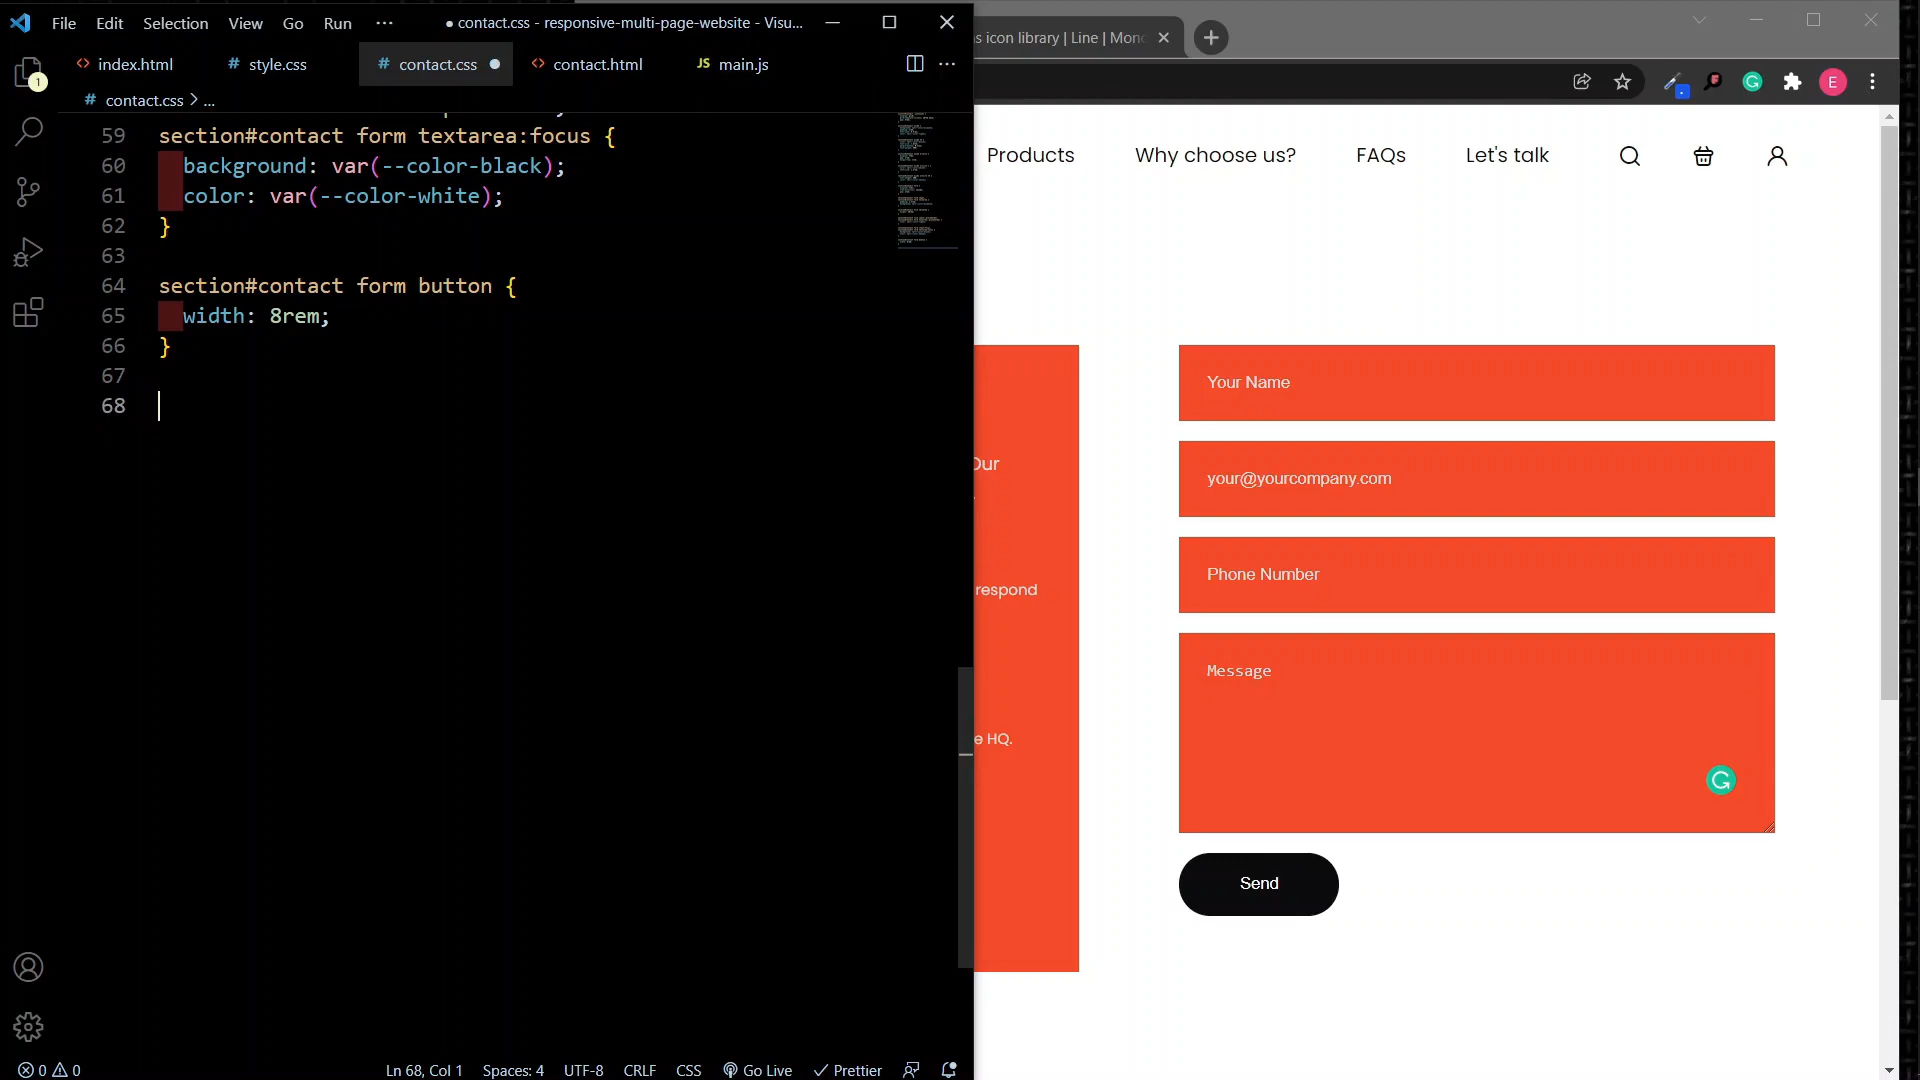 File Edit Selection View Go Run ··· ● contact.css - responsive-multi-page-website - Visu...
index.html # style.css # contact.css ● contact.html JS main.js
# contact.css > ...
59 section#contact form textarea:focus {
60 background: var(--color-black);
61 color: var(--color-white);
62 }
63
64 section#contact form button {
65 width: 8rem;
66 }
67
68
1
0 0 Ln 68, Col 1 Spaces: 4 UTF-8 CRLF CSS Go Live Prettier
s icon library | Line | Mono
E
Products Why choose us? FAQs Let's talk
Our
respond
e HQ.
Your Name
your@yourcompany.com
Phone Number
Message
Send